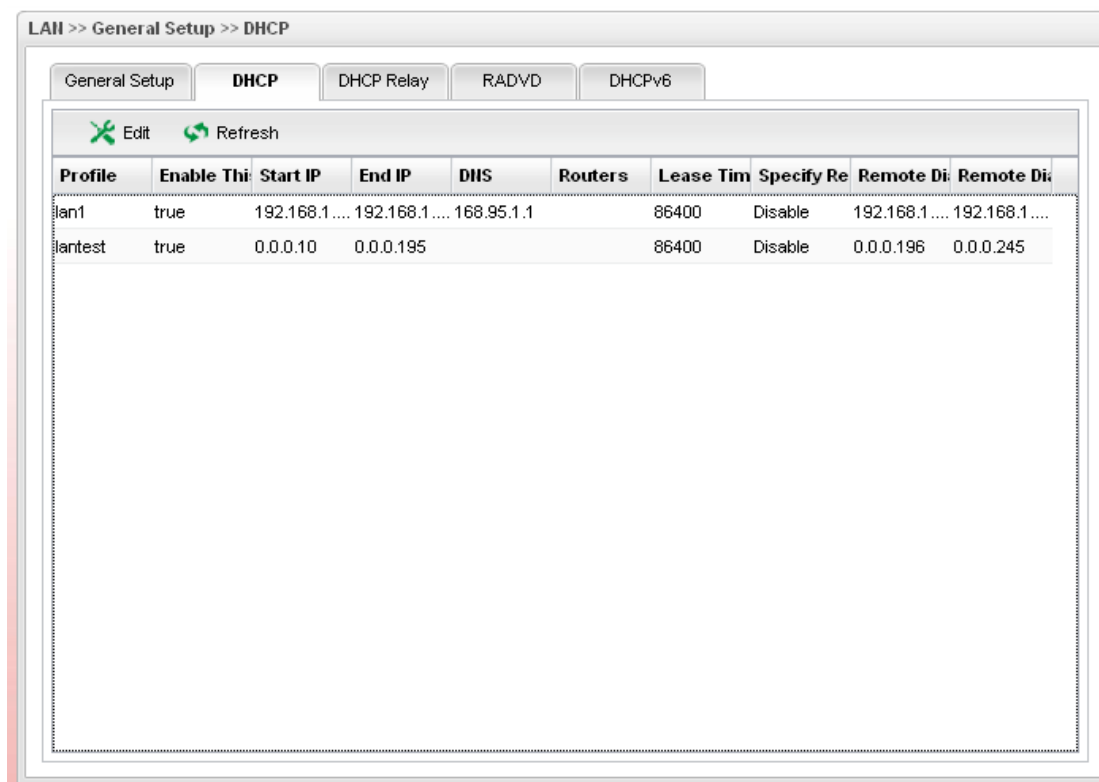 LAN >> General Setup >> DHCP
General Setup DHCP DHCP Relay RADVD DHCPv6
Edit Refresh
Profile Enable Thi Start IP End IP DNS Routers Lease Tim Specify Re Remote Di Remote Dia
lan1 true 192.168.1.... 192.168.1.... 168.95.1.1 86400 Disable 192.168.1.... 192.168.1....
lantest true 0.0.0.10 0.0.0.195 86400 Disable 0.0.0.196 0.0.0.245